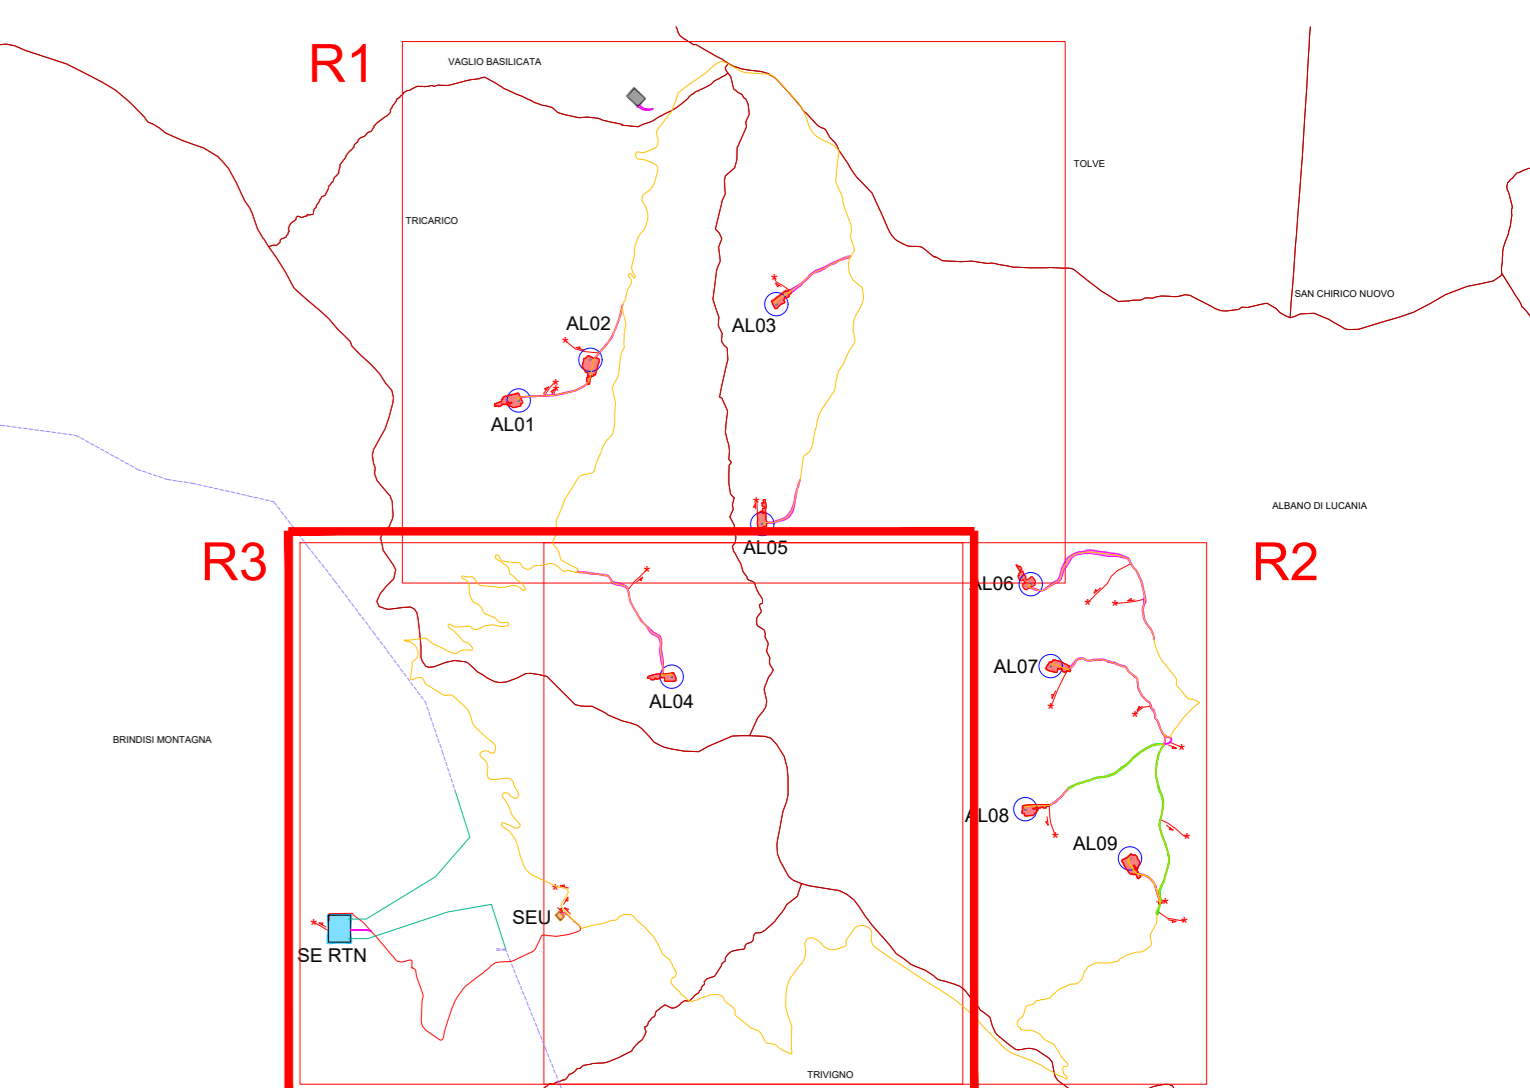 R1
VAGLIO BASILICATA
TOLVE
TRICARICO
SAN CHIRICO NUOVO
AL02
AL03
AL01
ALBANO DI LUCANIA
AL05
R3
R2
AL06
AL07
AL04
BRINDISI MONTAGNA
AL08
AL09
SEU
SE RTN
TRIVIGNO